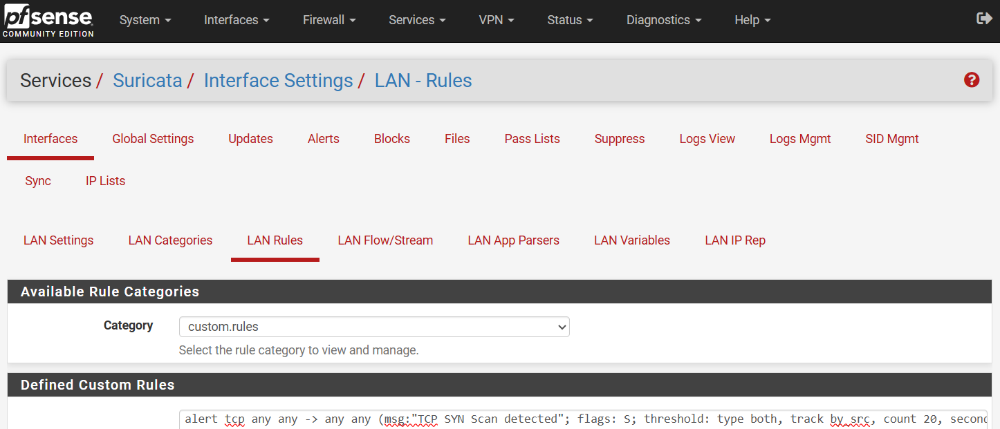 pfsense
COMMUNITY EDITION
System Interfaces Firewall Services VPN Status Diagnostics Help
Services / Suricata / Interface Settings / LAN - Rules
Interfaces Global Settings Updates Alerts Blocks Files Pass Lists Suppress Logs View Logs Mgmt SID Mgmt
Sync IP Lists
LAN Settings LAN Categories LAN Rules LAN Flow/Stream LAN App Parsers LAN Variables LAN IP Rep
Available Rule Categories
Category custom.rules
Select the rule category to view and manage.
Defined Custom Rules
alert tcp any any -> any any (msg:"TCP SYN Scan detected"; flags: S; threshold: type both, track by_src, count 20, second